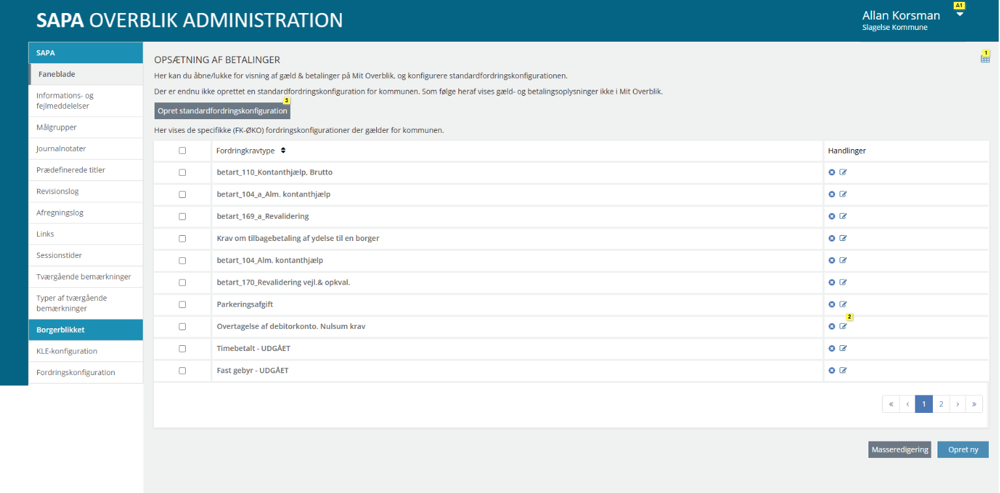 SAPA OVERBLIK ADMINISTRATION
Allan Korsman
A1
Slagelse Kommune
SAPA
Faneblade
Informations- og
fejlmeddelelser
Målgrupper
Journalnotater
Prædefinerede titler
Revisionslog
Afregningslog
Links
Sessionstider
Tværgående bemærkninger
Typer af tværgående
bemærkninger
Borgerblikket
KLE-konfiguration
Fordringskonfiguration
OPSÆTNING AF BETALINGER
1
Her kan du åbne/lukke for visning af gæld & betalinger på Mit Overblik, og konfigurere standardfordringskonfigurationen.
Der er endnu ikke oprettet en standardfordringskonfiguration for kommunen. Som følge heraf vises gæld- og betalingsoplysninger ikke i Mit Overblik.
3
Opret standardfordringskonfiguration
Her vises de specifikke (FK-ØKO) fordringskonfigurationer der gælder for kommunen.
Fordringkravtype Handlinger
betart_110_Kontanthjælp, Brutto
betart_104_a_Alm. kontanthjælp
betart_169_a_Revalidering
Krav om tilbagebetaling af ydelse til en borger
betart_104_Alm. kontanthjælp
betart_170_Revalidering vejl.& opkval.
Parkeringsafgift
2
Overtagelse af debitorkonto. Nulsum krav
Timebetalt - UDGÅET
Fast gebyr - UDGÅET
« ‹ 1 2 › »
Masseredigering Opret ny